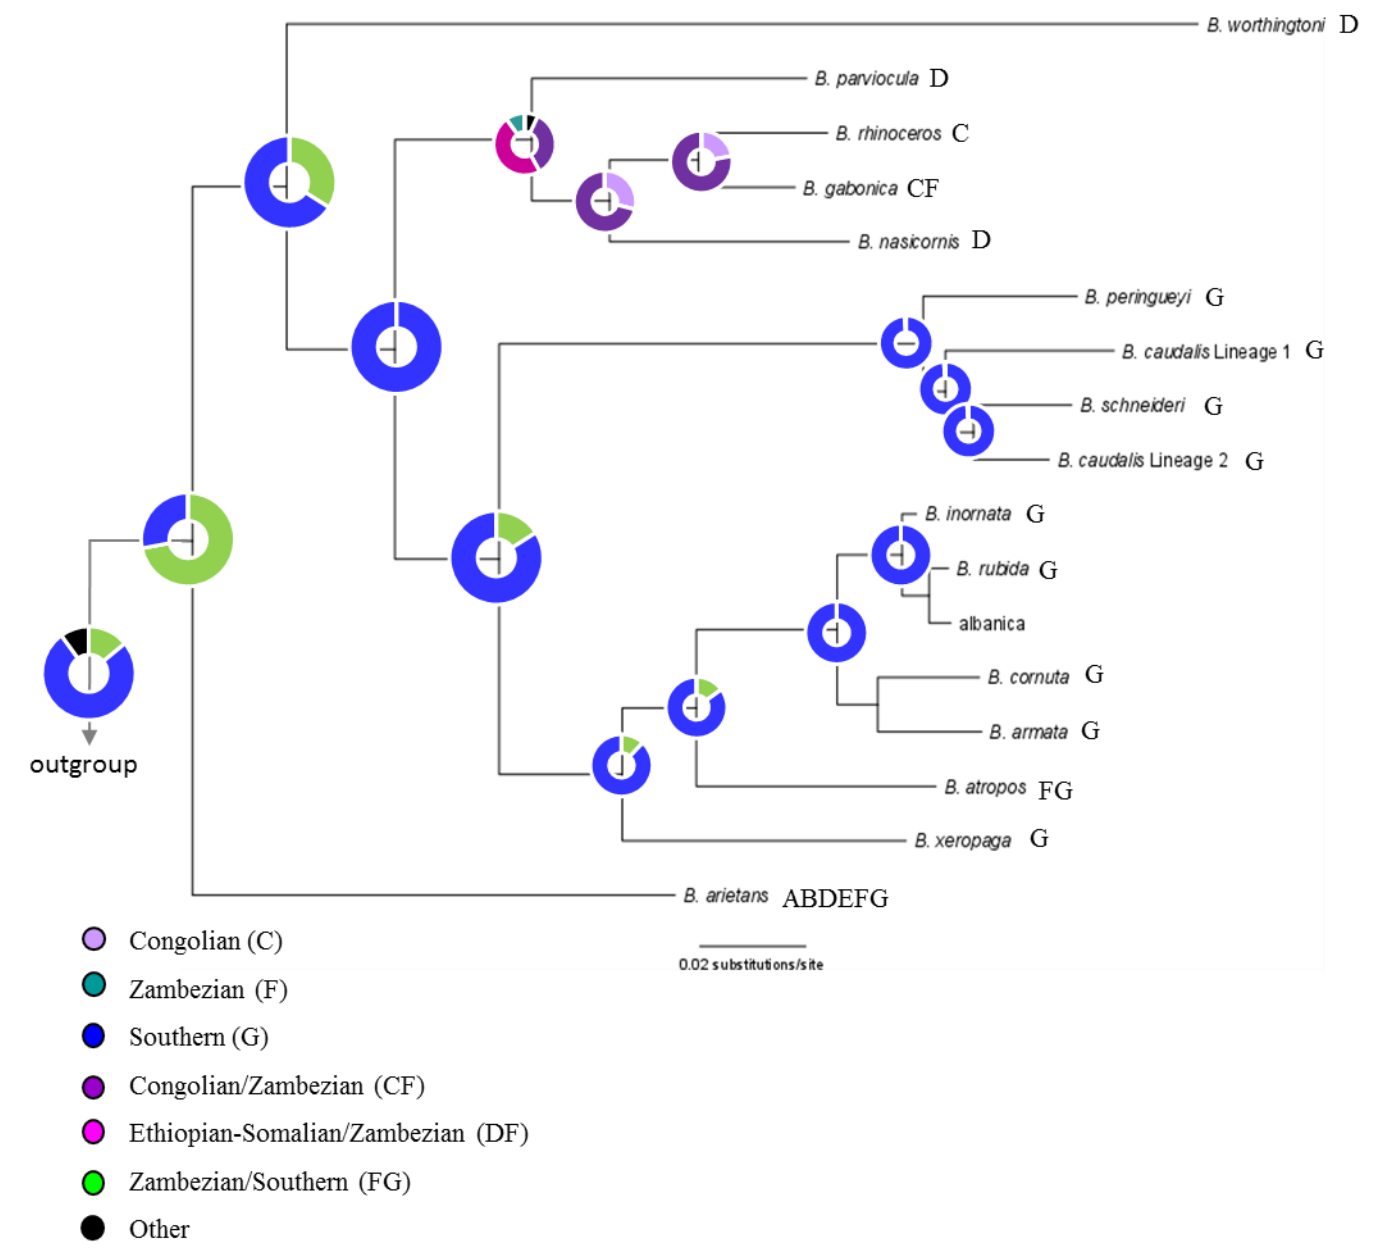 B. worthingtoni D
B. parviocula D
B. rhinoceros C
B. gabonica CF
B. nasicornis D
B. peringueyi G
B. caudalis Lineage 1 G
B. schneideri G
B. caudalis Lineage 2 G
B. inornata G
B. rubida G
albanica
B. cornuta G
B. armata G
outgroup
B. atropos FG
B. xeropaga G
B. arietans ABDEFG
0.02 substitutions/site
Congolian (C)
Zambezian (F)
Southern (G)
Congolian/Zambezian (CF)
Ethiopian-Somalian/Zambezian (DF)
Zambezian/Southern (FG)
Other